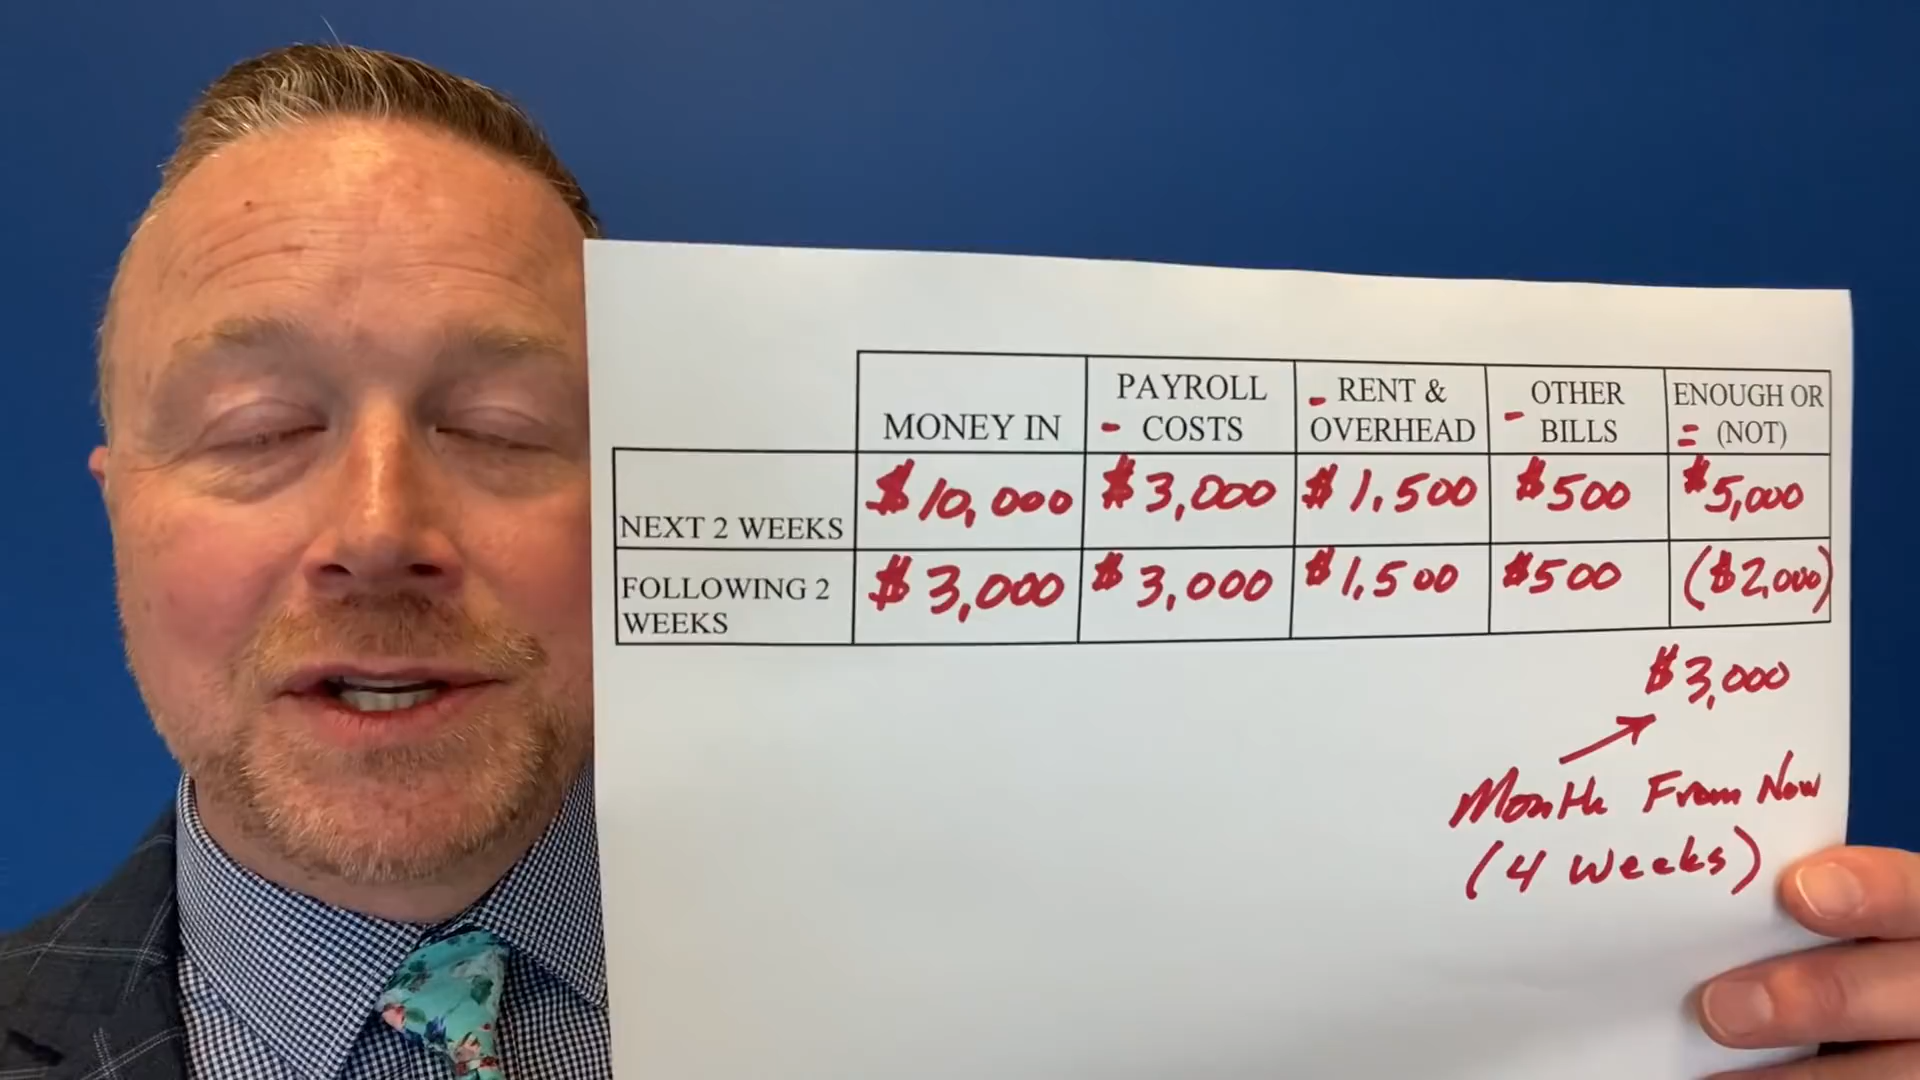 MONEY IN
- PAYROLL COSTS
- RENT & OVERHEAD
- OTHER BILLS
= ENOUGH OR (NOT)
NEXT 2 WEEKS $10,000 $3,000 $1,500 $500 $5,000
FOLLOWING 2 WEEKS $3,000 $3,000 $1,500 $500 ($2,000)
$3,000
Month From Now
(4 Weeks)